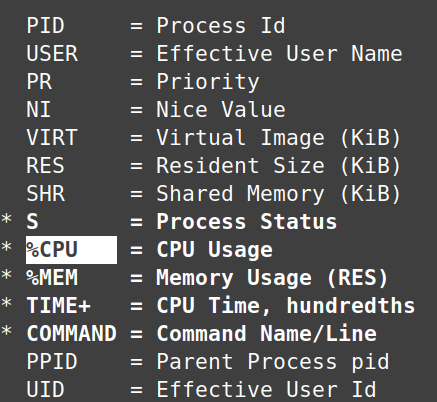 PID     = Process Id
USER    = Effective User Name
PR      = Priority
NI      = Nice Value
VIRT    = Virtual Image (KiB)
RES     = Resident Size (KiB)
SHR     = Shared Memory (KiB)
* S       = Process Status
* %CPU    = CPU Usage
* %MEM    = Memory Usage (RES)
* TIME+   = CPU Time, hundredths
* COMMAND = Command Name/Line
PPID    = Parent Process pid
UID     = Effective User Id